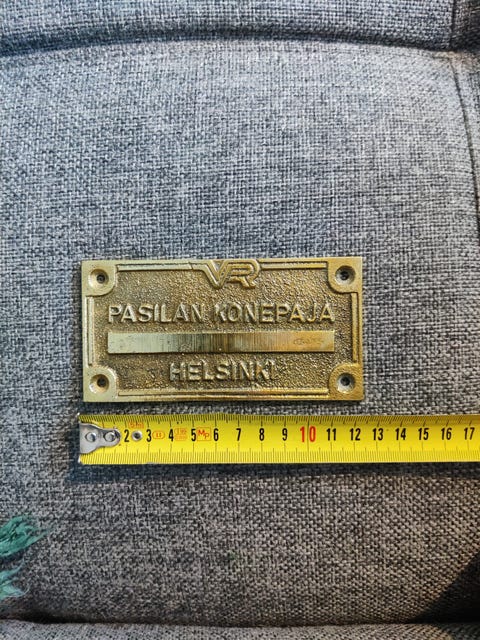 VR
PASILAN KONEPAJA
HELSINKI
2 3 4 5 6 7 8 9 10 11 12 13 14 15 16 17